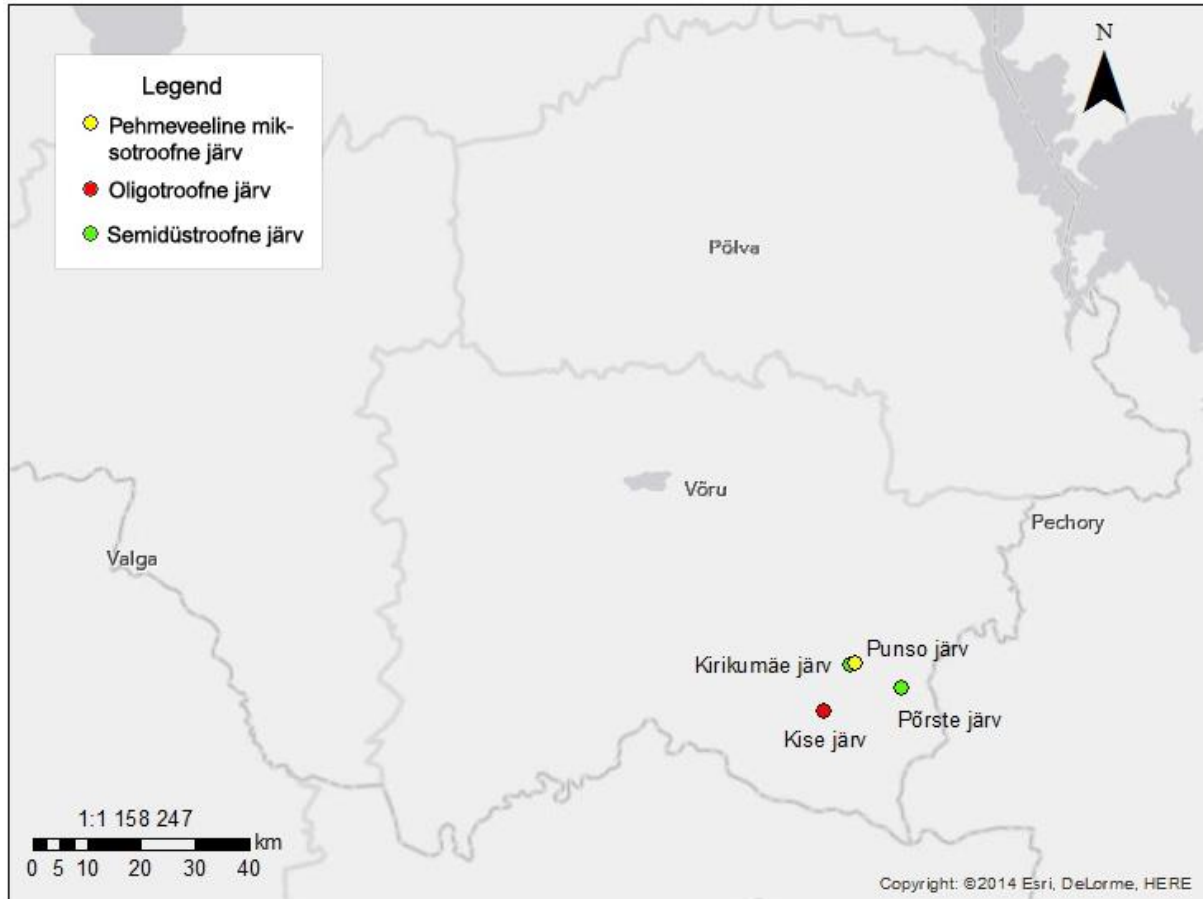 N
Legend
Pehmeveeline mik-
sotroofne järv
Oligotroofne järv
Semidüstroofne järv
Põlva
Võru
Pechory
Valga
Punso järv
Kirikumäe järv
Põrste järv
Kise järv
1:1 158 247
km
0 5 10 20 30 40
Copyright: ©2014 Esri, DeLorme, HERE